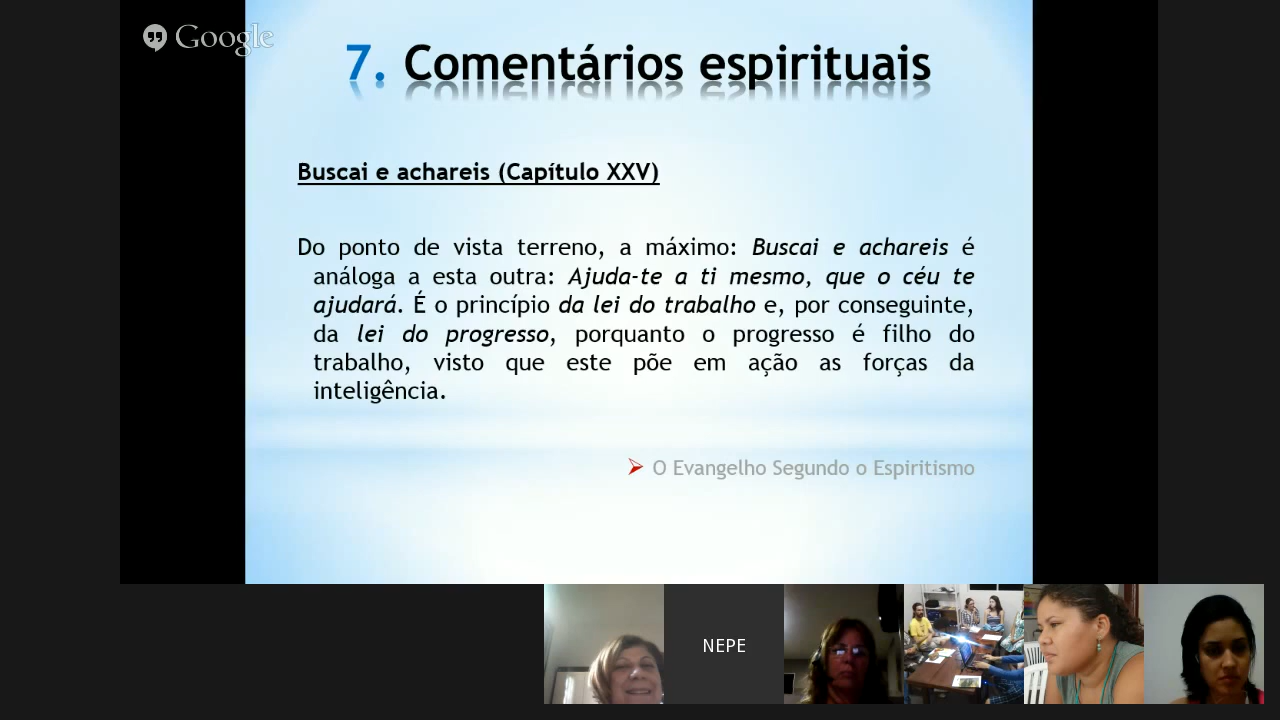 Google
7. Comentários espirituais
Buscai e achareis (Capítulo XXV)
Do ponto de vista terreno, a máximo: Buscai e achareis é
análoga a esta outra: Ajuda-te a ti mesmo, que o céu te
ajudará. É o princípio da lei do trabalho e, por conseguinte,
da lei do progresso, porquanto o progresso é filho do
trabalho, visto que este põe em ação as forças da
inteligência.
O Evangelho Segundo o Espiritismo
NEPE